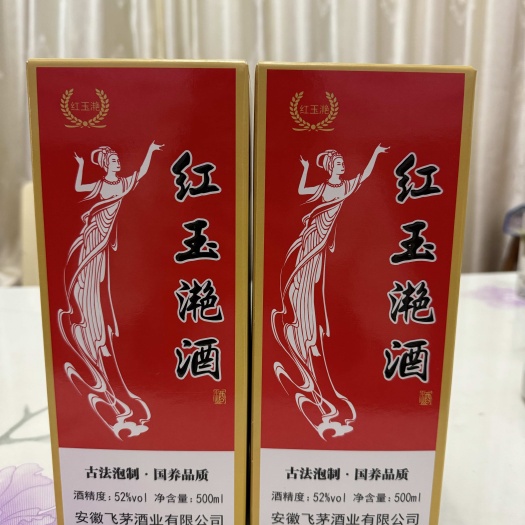 红玉滟
红玉滟酒
古法泡制·国养品质
酒精度:52%vol 净含量:500ml
安徽飞茅酒业有限公司
红玉滟
红玉滟酒
古法泡制·国养品质
酒精度:52%vol 净含量:500ml
安徽飞茅酒业有限公司